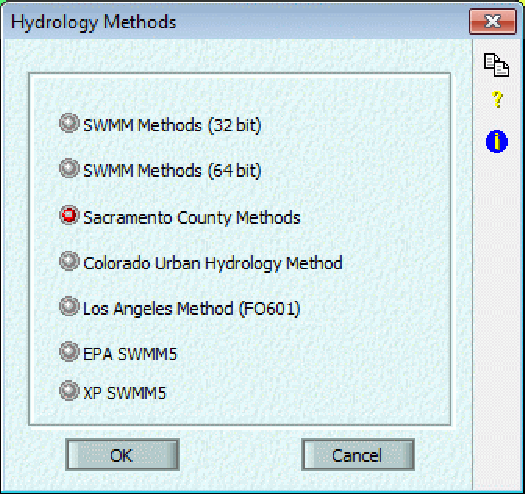 Hydrology Methods
SWMM Methods (32 bit)
SWMM Methods (64 bit)
Sacramento County Methods
Colorado Urban Hydrology Method
Los Angeles Method (FO601)
EPA SWMM5
XP SWMM5
OK Cancel